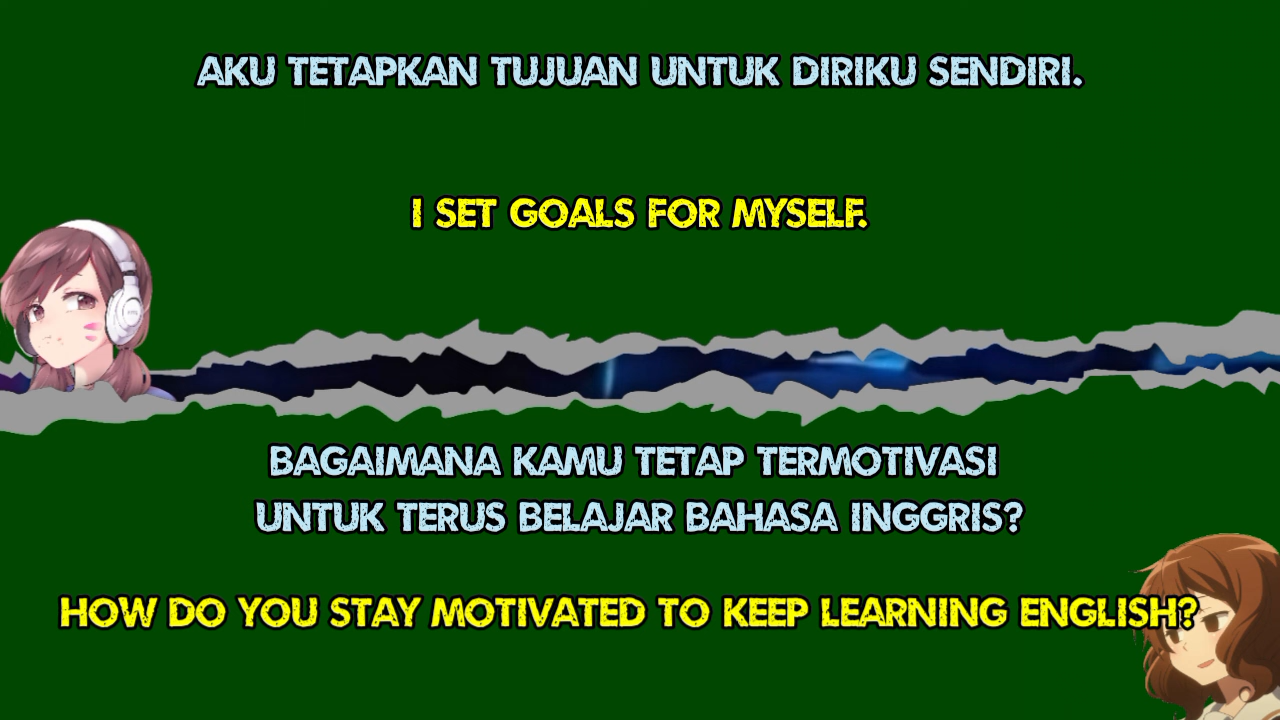 AKU TETAPKAN TUJUAN UNTUK DIRIKU SENDIRI.
I SET GOALS FOR MYSELF.
BAGAIMANA KAMU TETAP TERMOTIVASI
UNTUK TERUS BELAJAR BAHASA INGGRIS?
HOW DO YOU STAY MOTIVATED TO KEEP LEARNING ENGLISH?